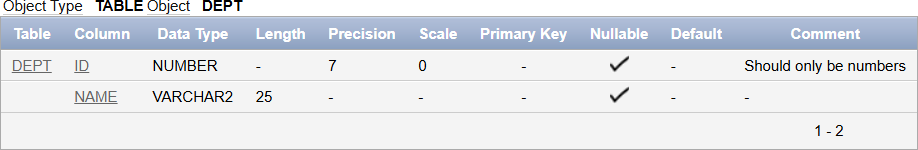 Object Type TABLE Object DEPT
Table Column Data Type Length Precision Scale Primary Key Nullable Default Comment
DEPT ID NUMBER - 7 0 - ✓ - Should only be numbers
NAME VARCHAR2 25 - - - ✓ - -
1 - 2